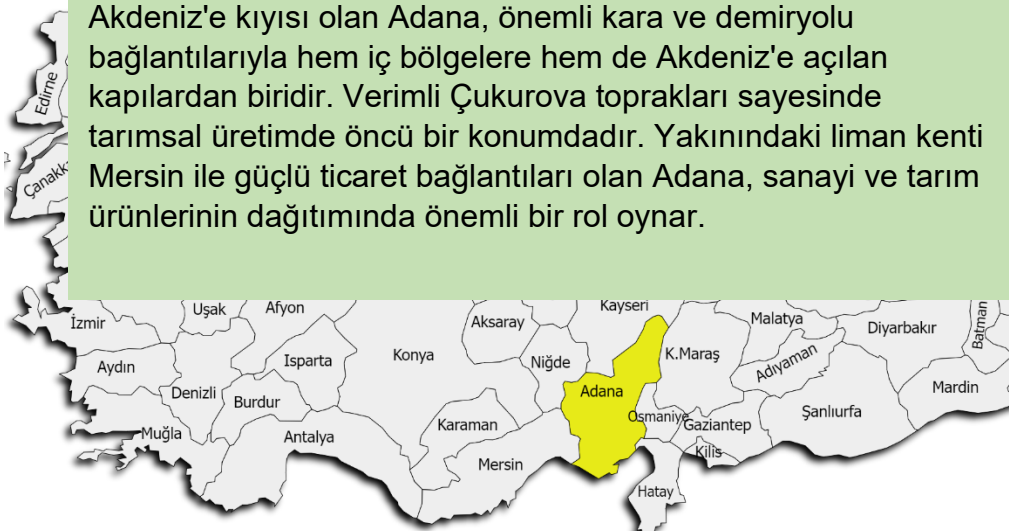 Akdeniz'e kıyısı olan Adana, önemli kara ve demiryolu
bağlantılarıyla hem iç bölgelere hem de Akdeniz'e açılan
kapılardan biridir. Verimli Çukurova toprakları sayesinde
tarımsal üretimde öncü bir konumdadır. Yakınındaki liman kenti
Mersin ile güçlü ticaret bağlantıları olan Adana, sanayi ve tarım
ürünlerinin dağıtımında önemli bir rol oynar.
Edirne
İzmir
Uşak
Afyon
Aksaray
Kayseri
Malatya
Diyarbakır
Batman
Aydın
Isparta
Konya
Niğde
K.Maraş
Adıyaman
Mardin
Denizli
Burdur
Adana
Osmaniye
Gaziantep
Şanlıurfa
Muğla
Antalya
Karaman
Mersin
Kilis
Hatay